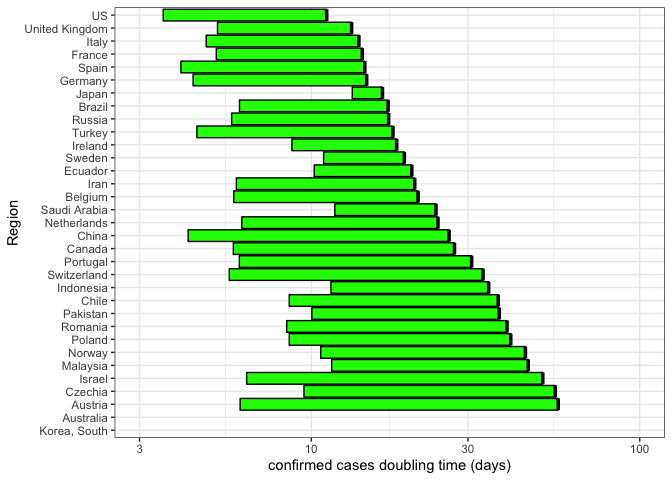 US
United Kingdom
Italy
France
Spain
Germany
Japan
Brazil
Russia
Turkey
Ireland
Sweden
Ecuador
Iran
Belgium
Saudi Arabia
Netherlands
China
Canada
Portugal
Switzerland
Indonesia
Chile
Pakistan
Romania
Poland
Norway
Malaysia
Israel
Czechia
Austria
Australia
Korea, South
Region
3 10 30 100
confirmed cases doubling time (days)